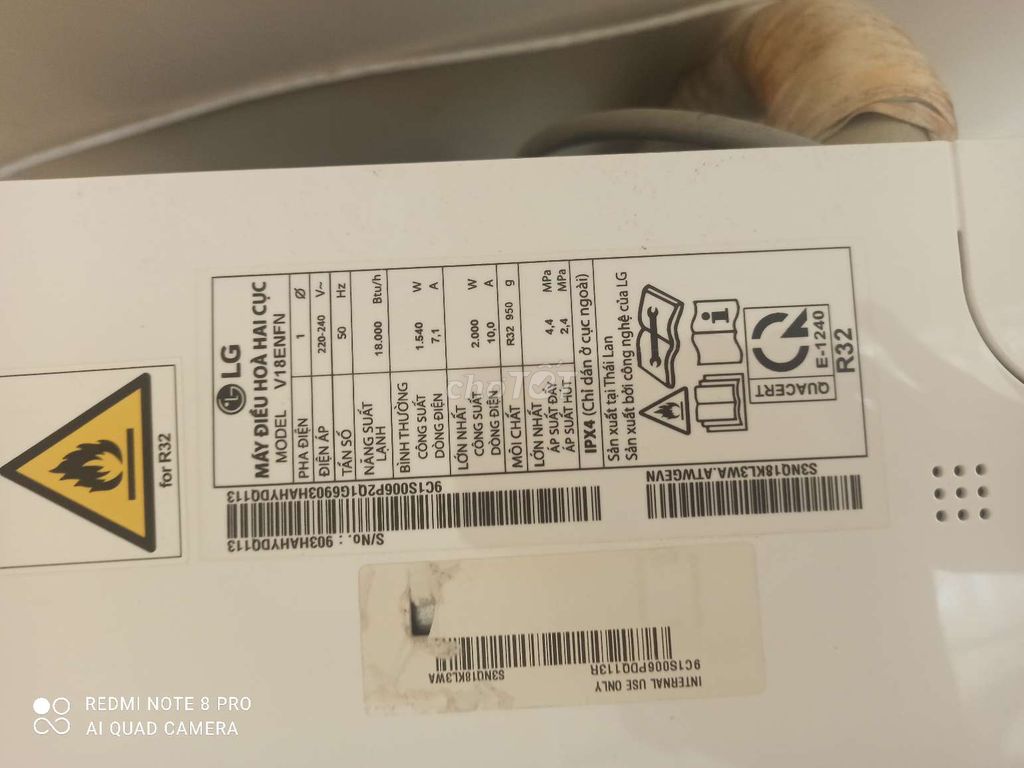 for R32
LG
MÁY ĐIỀU HOÀ HAI CỤC
MODEL V18ENFN
PHA ĐIỆN 1 Ø
ĐIỆN ÁP 220-240 V~
TẦN SỐ 50 Hz
NĂNG SUẤT LẠNH 18.000 Btu/h
BÌNH THƯỜNG
CÔNG SUẤT 1.540 W
DÒNG ĐIỆN 7,1 A
LỚN NHẤT
CÔNG SUẤT 2.000 W
DÒNG ĐIỆN 10,0 A
MÔI CHẤT R32 950 g
LỚN NHẤT
ÁP SUẤT ĐẨY 4,4 MPa
ÁP SUẤT HÚT 2,4 MPa
IPX4 (Chỉ dẫn ở cục ngoài)
Sản xuất tại Thái Lan
Sản xuất bởi công nghệ của LG
QUACERT
E-1240
R32
9C1S006P2Q1G6903HAHYDQ113
S/No. : 903HAHYDQ113
S3NQ18KL3WA.ATWGEVN
S3NQ18KL3WA
9C1S006PDQ113R
INTERNAL USE ONLY
chợTỐT
REDMI NOTE 8 PRO
AI QUAD CAMERA